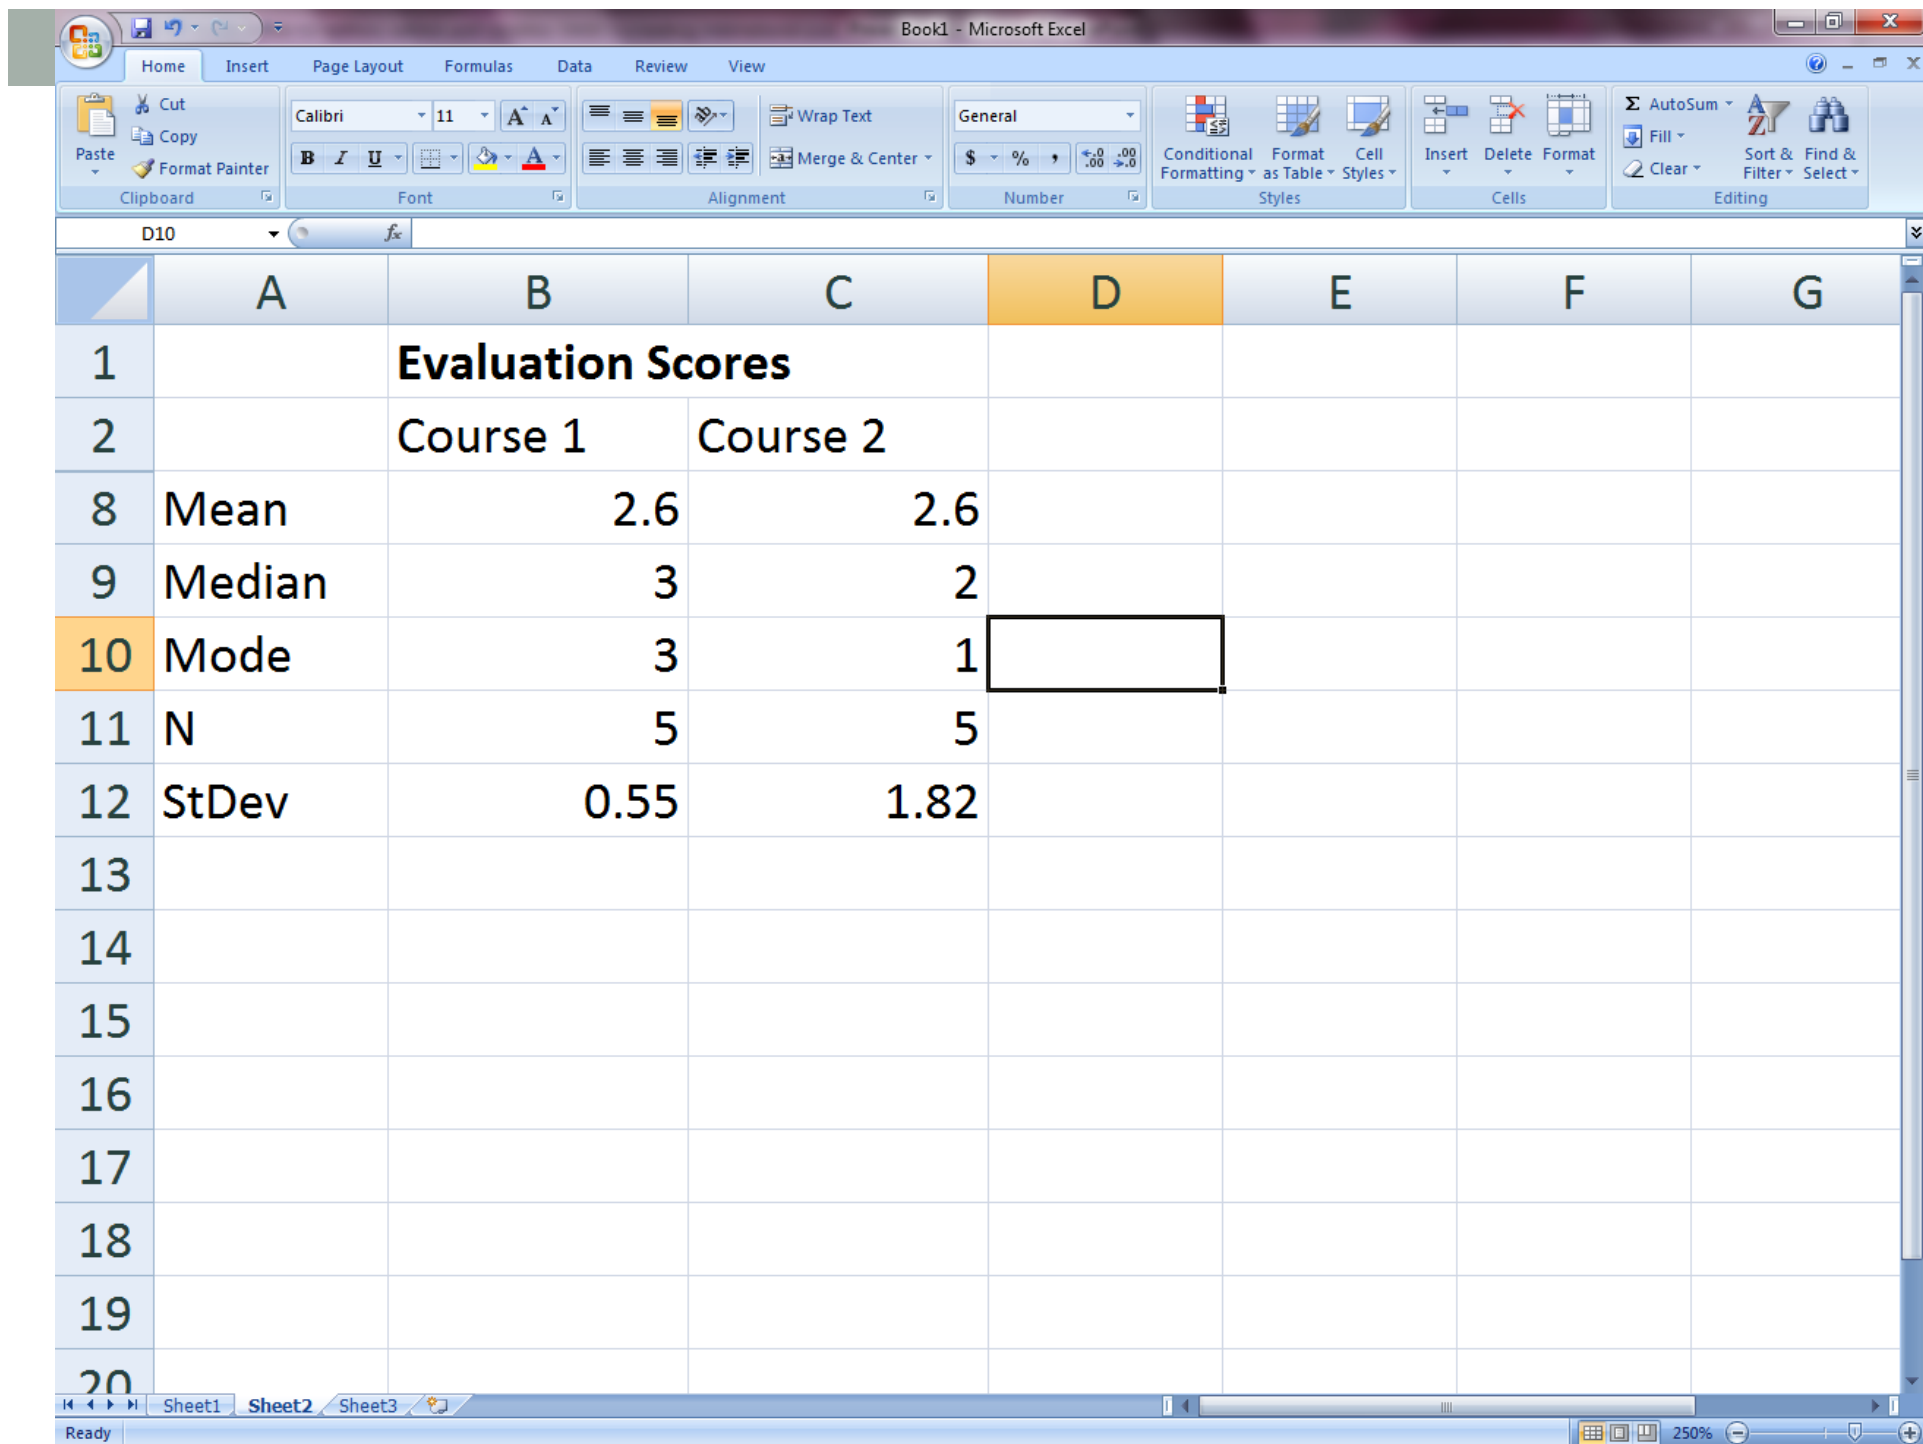 Book1 - Microsoft Excel
Home Insert Page Layout Formulas Data Review View
Paste
Cut
Copy
Format Painter
Clipboard
Calibri 11
B I U
Font
Wrap Text
Merge & Center
Alignment
General
$ % ,
Number
Conditional Formatting
Format as Table
Cell Styles
Styles
Insert Delete Format
Cells
Σ AutoSum
Fill
Clear
Sort & Filter
Find & Select
Editing
D10 fx
A B C D E F G
1 Evaluation Scores
2 Course 1 Course 2
8 Mean 2.6 2.6
9 Median 3 2
10 Mode 3 1
11 N 5 5
12 StDev 0.55 1.82
13
14
15
16
17
18
19
20
Sheet1 Sheet2 Sheet3
Ready 250%